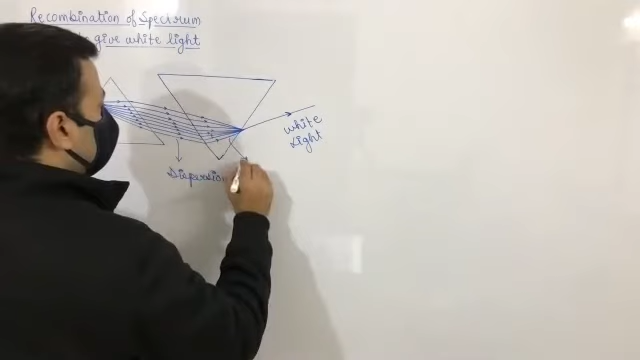 Recombination of Spectrum
give white light
White
Light
Dispersion